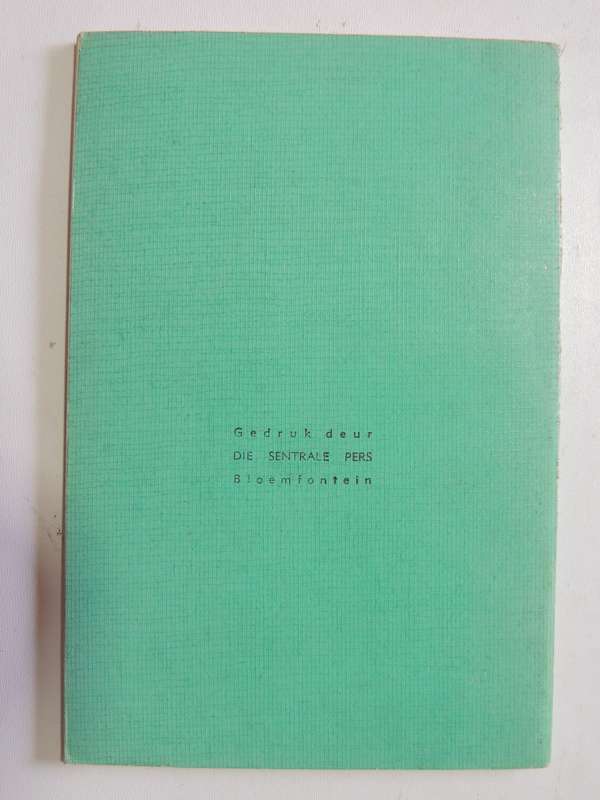 Gedruk deur
DIE SENTRALE PERS
Bloemfontein